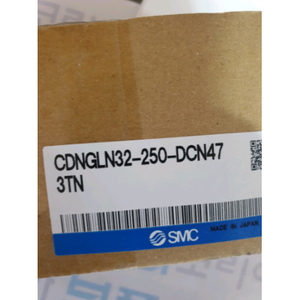 CDNGLN32-250-DCN47
3TN
SMC
MADE IN JAPAN